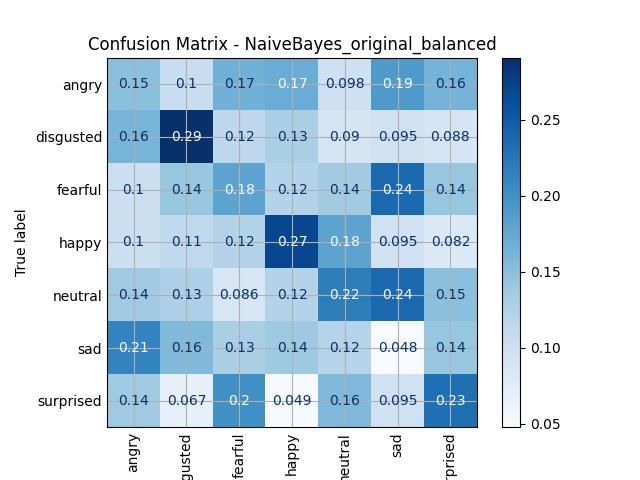 Confusion Matrix - NaiveBayes_original_balanced
angry 0.15 0.1 0.17 0.17 0.098 0.19 0.16
disgusted 0.16 0.29 0.12 0.13 0.09 0.095 0.088
fearful 0.1 0.14 0.18 0.12 0.14 0.24 0.14
happy 0.1 0.11 0.12 0.27 0.18 0.095 0.082
neutral 0.14 0.13 0.086 0.12 0.22 0.24 0.15
sad 0.21 0.16 0.13 0.14 0.12 0.048 0.14
surprised 0.14 0.067 0.2 0.049 0.16 0.095 0.23
True label
angry
gusted
fearful
happy
neutral
sad
prised
0.25
0.20
0.15
0.10
0.05